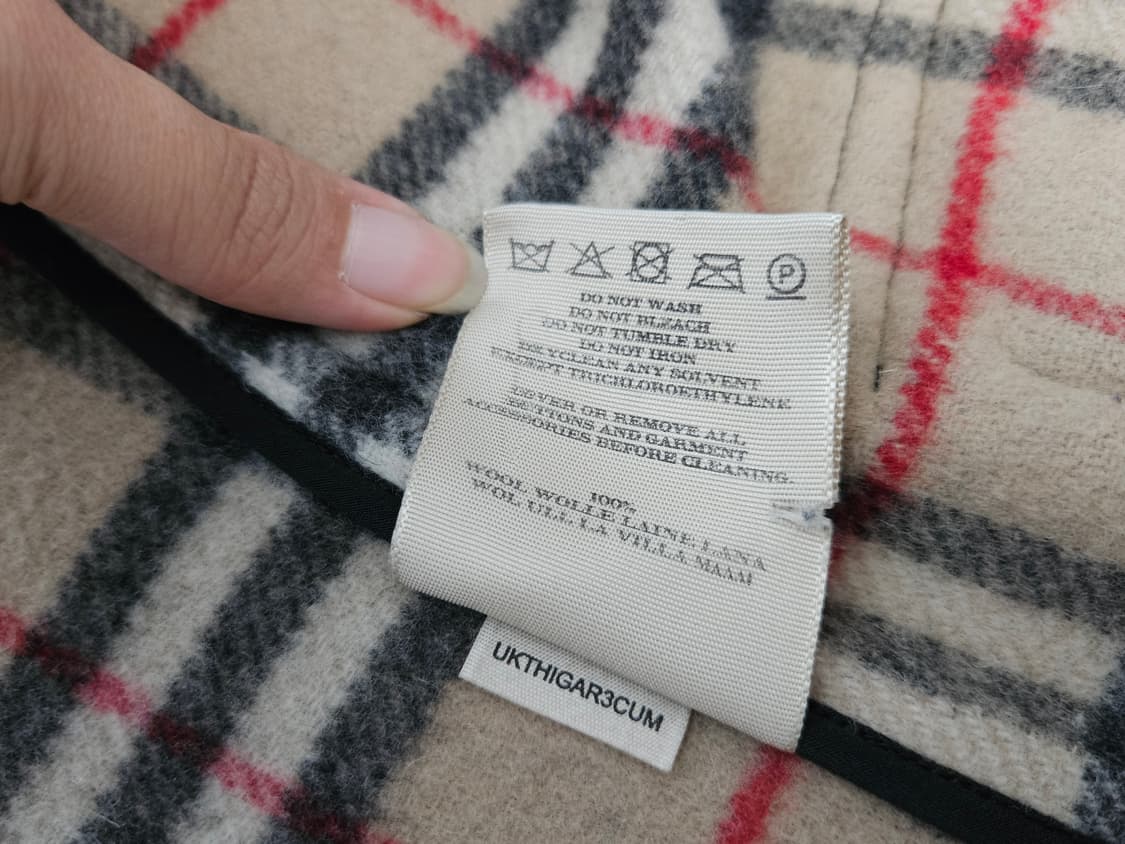 P
DO NOT WASH
DO NOT BLEACH
DO NOT TUMBLE DRY
DO NOT IRON
DRYCLEAN ANY SOLVENT
EXCEPT TRICHLOROETHYLENE
COVER OR REMOVE ALL
BUTTONS AND GARMENT
ACCESSORIES BEFORE CLEANING.
100%
WOOL WOLLE LAINE LANA
WOL ULL LA VILLA
UKTHIGAR3CUM